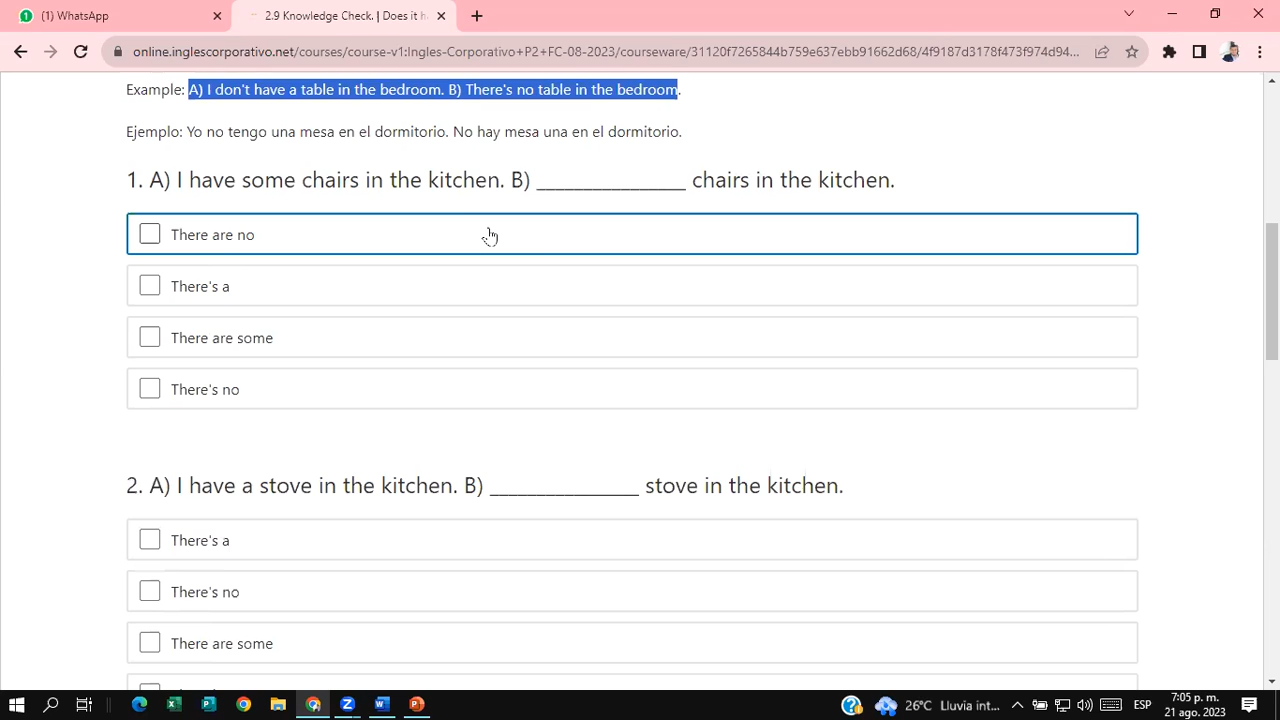 (1) WhatsApp
2.9 Knowledge Check. | Does it h
online.inglescorporativo.net/courses/course-v1:Ingles-Corporativo+P2+FC-08-2023/courseware/31120f7265844b759e637ebb91662d68/4f9187d3178f473f974d94...
Example: A) I don't have a table in the bedroom. B) There's no table in the bedroom.
Ejemplo: Yo no tengo una mesa en el dormitorio. No hay mesa una en el dormitorio.
1. A) I have some chairs in the kitchen. B) ________________ chairs in the kitchen.
There are no
There's a
There are some
There's no
2. A) I have a stove in the kitchen. B) ________________ stove in the kitchen.
There's a
There's no
There are some
26°C Lluvia int...
ESP
7:05 p. m.
21 ago. 2023